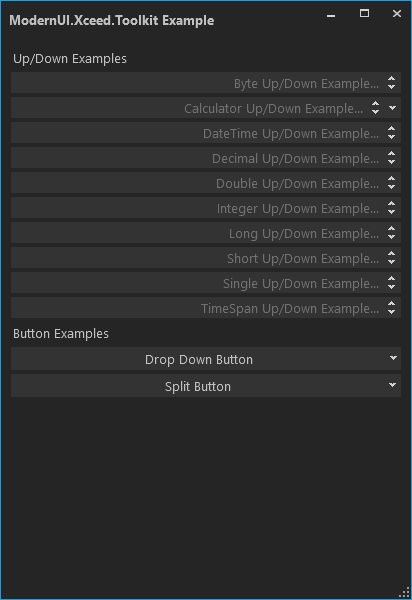 ModernUI.Xceed.Toolkit Example
Up/Down Examples
Byte Up/Down Example...
Calculator Up/Down Example...
DateTime Up/Down Example...
Decimal Up/Down Example...
Double Up/Down Example...
Integer Up/Down Example...
Long Up/Down Example...
Short Up/Down Example...
Single Up/Down Example...
TimeSpan Up/Down Example...
Button Examples
Drop Down Button
Split Button